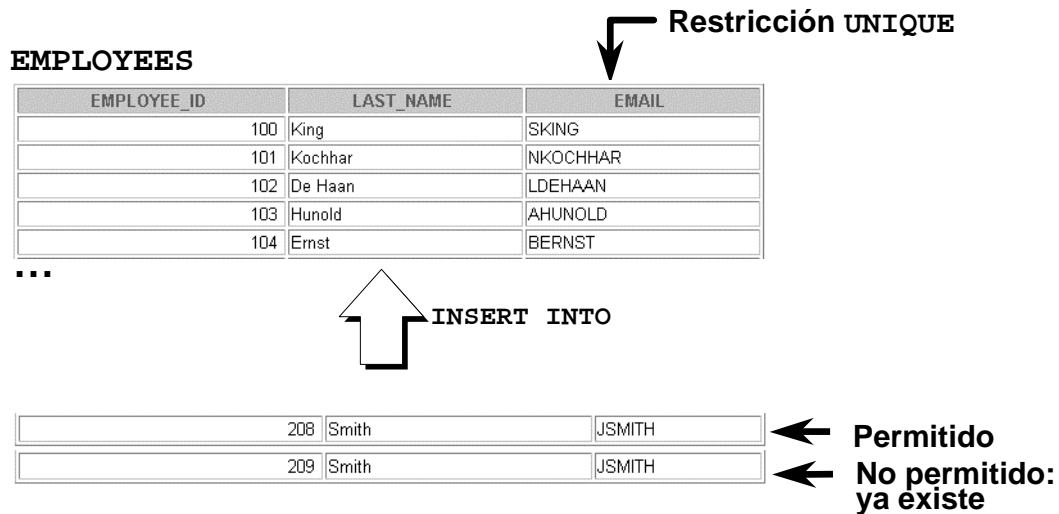 Restricción UNIQUE
EMPLOYEES
EMPLOYEE_ID LAST_NAME EMAIL
100 King SKING
101 Kochhar NKOCHHAR
102 De Haan LDEHAAN
103 Hunold AHUNOLD
104 Ernst BERNST
...
INSERT INTO
208 Smith JSMITH
Permitido
209 Smith JSMITH
No permitido:
ya existe